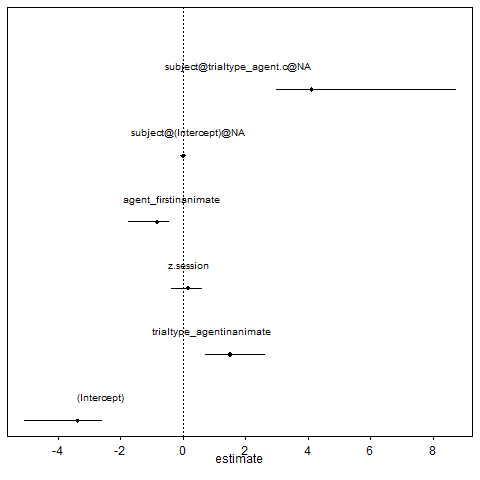 subject@trialtype_agent.c@NA
subject@(Intercept)@NA
agent_firstinanimate
z.session
trialtype_agentinanimate
(Intercept)
-4 -2 0 2 4 6 8
estimate